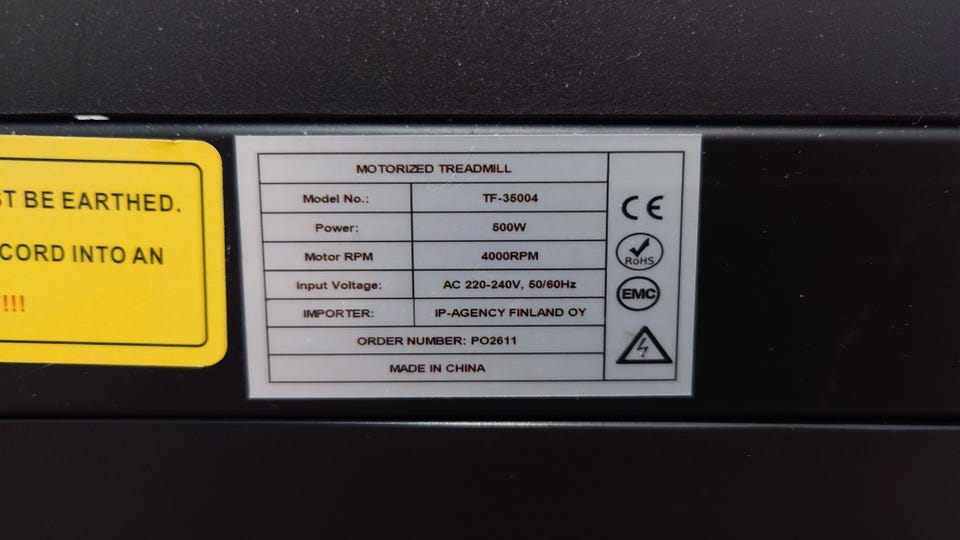 ST BE EARTHED.
CORD INTO AN
!!!
MOTORIZED TREADMILL
Model No.: TF-35004
Power: 500W
Motor RPM 4000RPM
Input Voltage: AC 220-240V, 50/60Hz
IMPORTER: IP-AGENCY FINLAND OY
ORDER NUMBER: PO2611
MADE IN CHINA
CE
RoHS
EMC